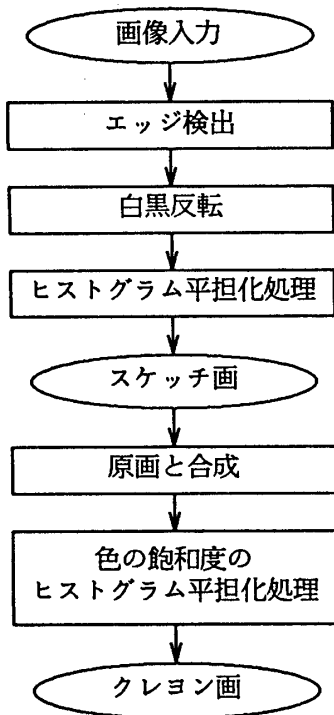 画像入力
エッジ検出
白黒反転
ヒストグラム平担化処理
スケッチ画
原画と合成
色の飽和度の
ヒストグラム平担化処理
クレヨン画